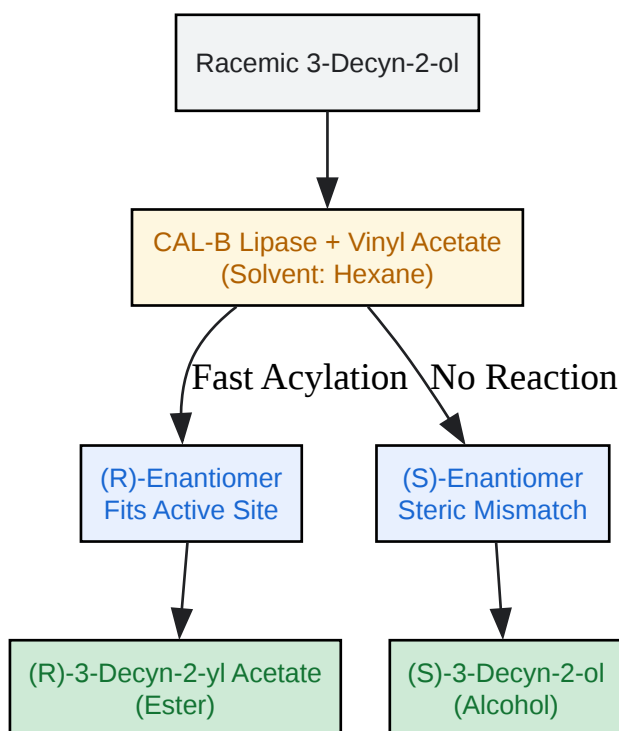 Racemic 3-Decyn-2-ol
CAL-B Lipase + Vinyl Acetate
(Solvent: Hexane)
Fast Acylation
No Reaction
(R)-Enantiomer
Fits Active Site
(S)-Enantiomer
Steric Mismatch
(R)-3-Decyn-2-yl Acetate
(Ester)
(S)-3-Decyn-2-ol
(Alcohol)